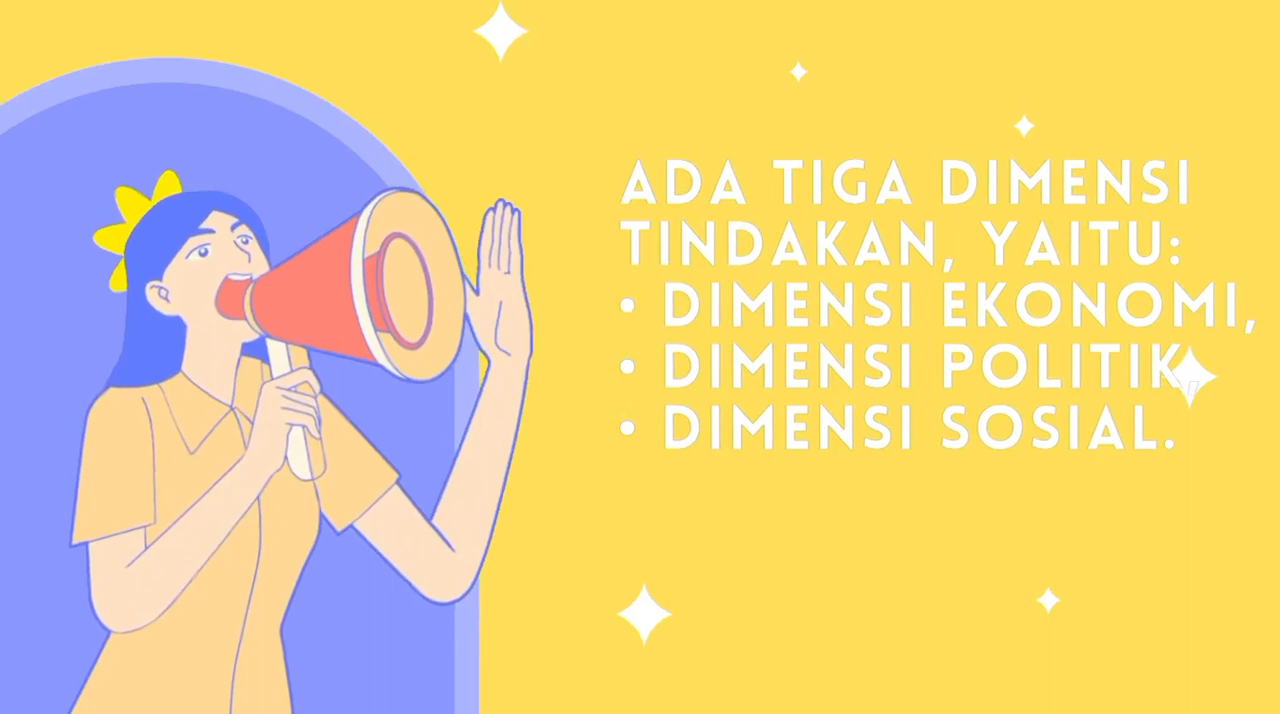 ADA TIGA DIMENSI
TINDAKAN, YAITU:
• DIMENSI EKONOMI,
• DIMENSI POLITIK,
• DIMENSI SOSIAL.